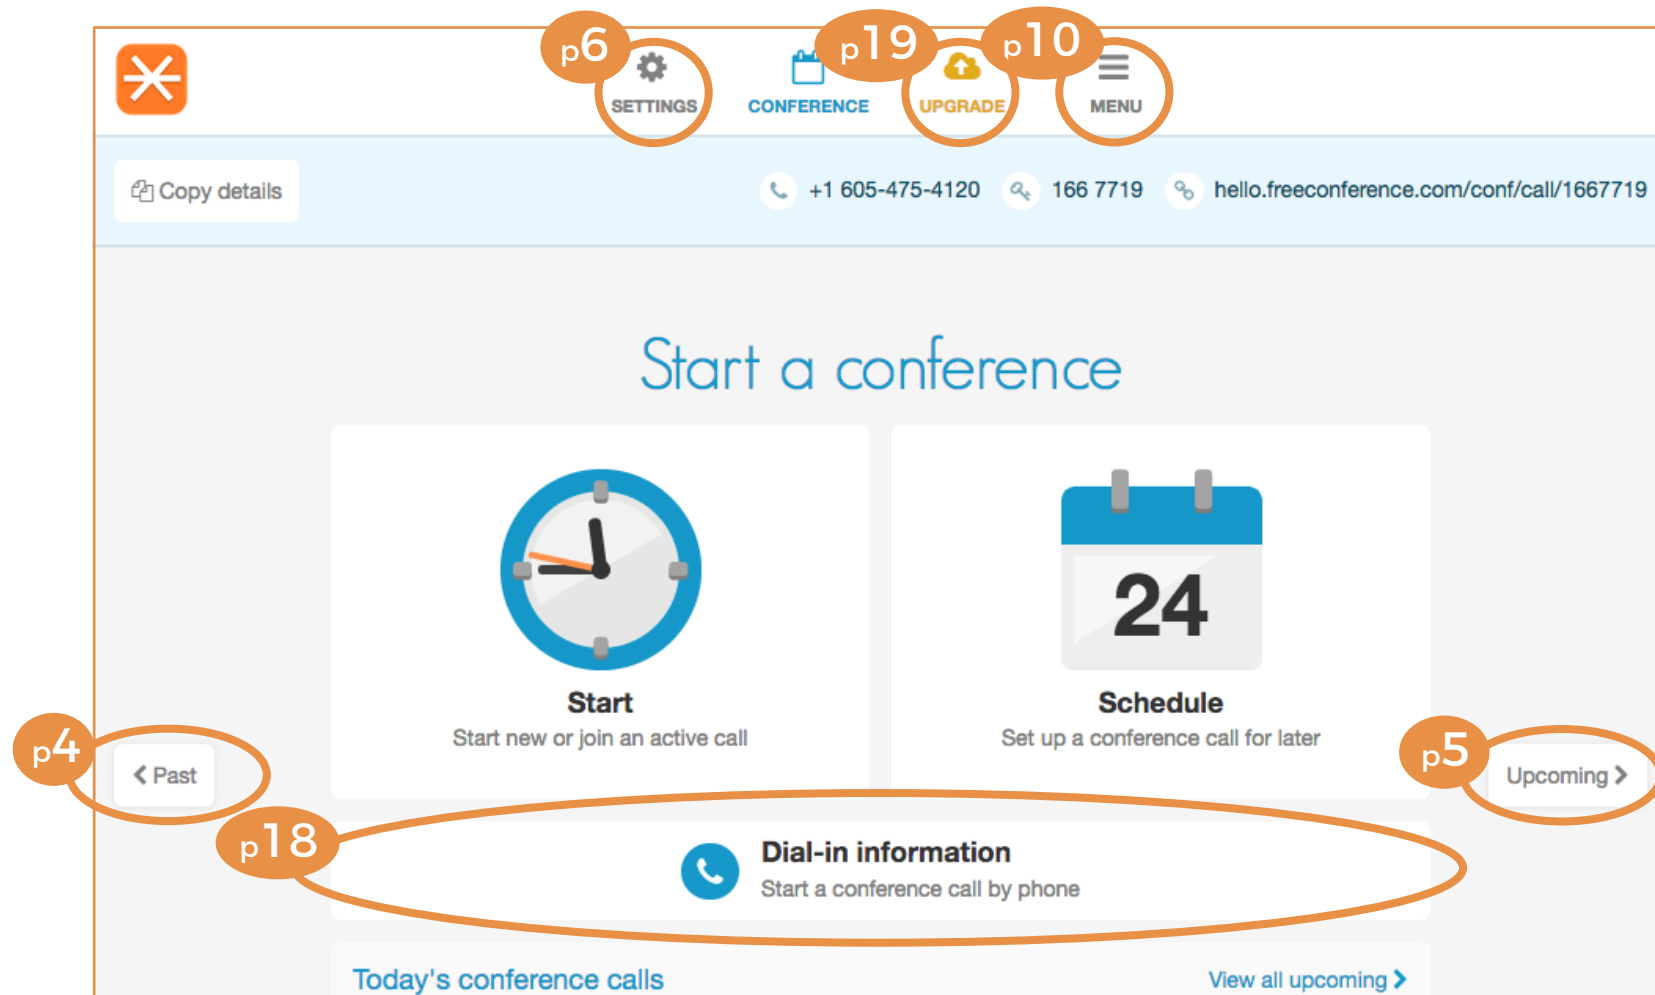 p6
p19
p10
SETTINGS
CONFERENCE
UPGRADE
MENU
Copy details
+1 605-475-4120
166 7719
hello.freeconference.com/conf/call/1667719
Start a conference
24
Start
Start new or join an active call
Schedule
Set up a conference call for later
p4
Past
p5
Upcoming
p18
Dial-in information
Start a conference call by phone
Today's conference calls
View all upcoming